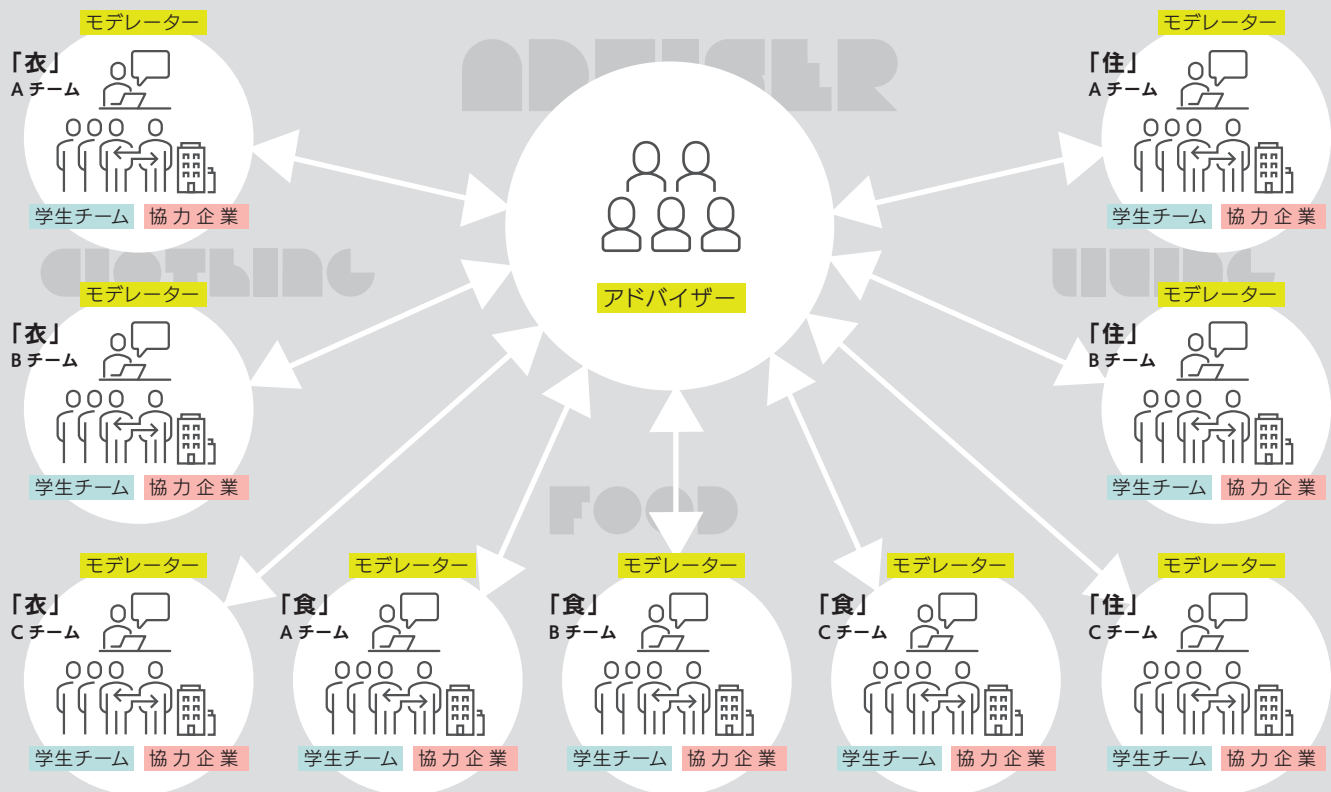 ADVISER
モデレーター
「衣」
A チーム
学生チーム 協力企業
モデレーター
「住」
A チーム
学生チーム 協力企業
アドバイザー
CLOTHING
LIVING
モデレーター
「衣」
B チーム
学生チーム 協力企業
モデレーター
「住」
B チーム
学生チーム 協力企業
FOOD
モデレーター
「衣」
C チーム
学生チーム 協力企業
モデレーター
「食」
A チーム
学生チーム 協力企業
モデレーター
「食」
B チーム
学生チーム 協力企業
モデレーター
「食」
C チーム
学生チーム 協力企業
モデレーター
「住」
C チーム
学生チーム 協力企業